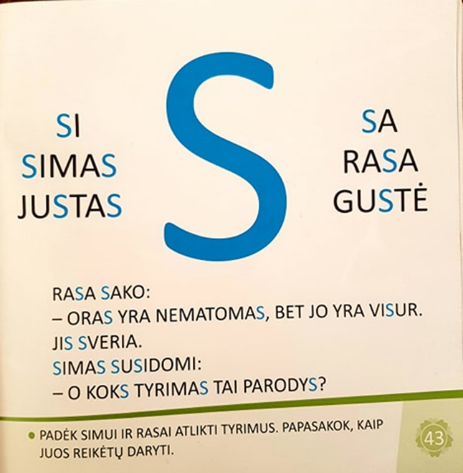 S
SI
SIMAS
JUSTAS
SA
RASA
GUSTĖ
RASA SAKO:
– ORAS YRA NEMATOMAS, BET JO YRA VISUR.
JIS SVERIA.
SIMAS SUSIDOMI:
– O KOKS TYRIMAS TAI PARODYS?
• PADĖK SIMUI IR RASAI ATLIKTI TYRIMUS. PAPASAKOK, KAIP
JUOS REIKĖTŲ DARYTI.
43